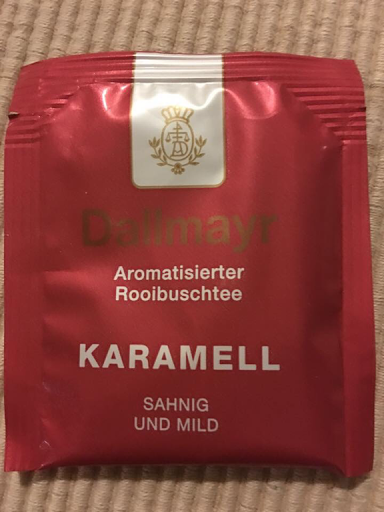 Dallmayr
Aromatisierter
Rooibuschtee
KARAMELL
SAHNIG
UND MILD